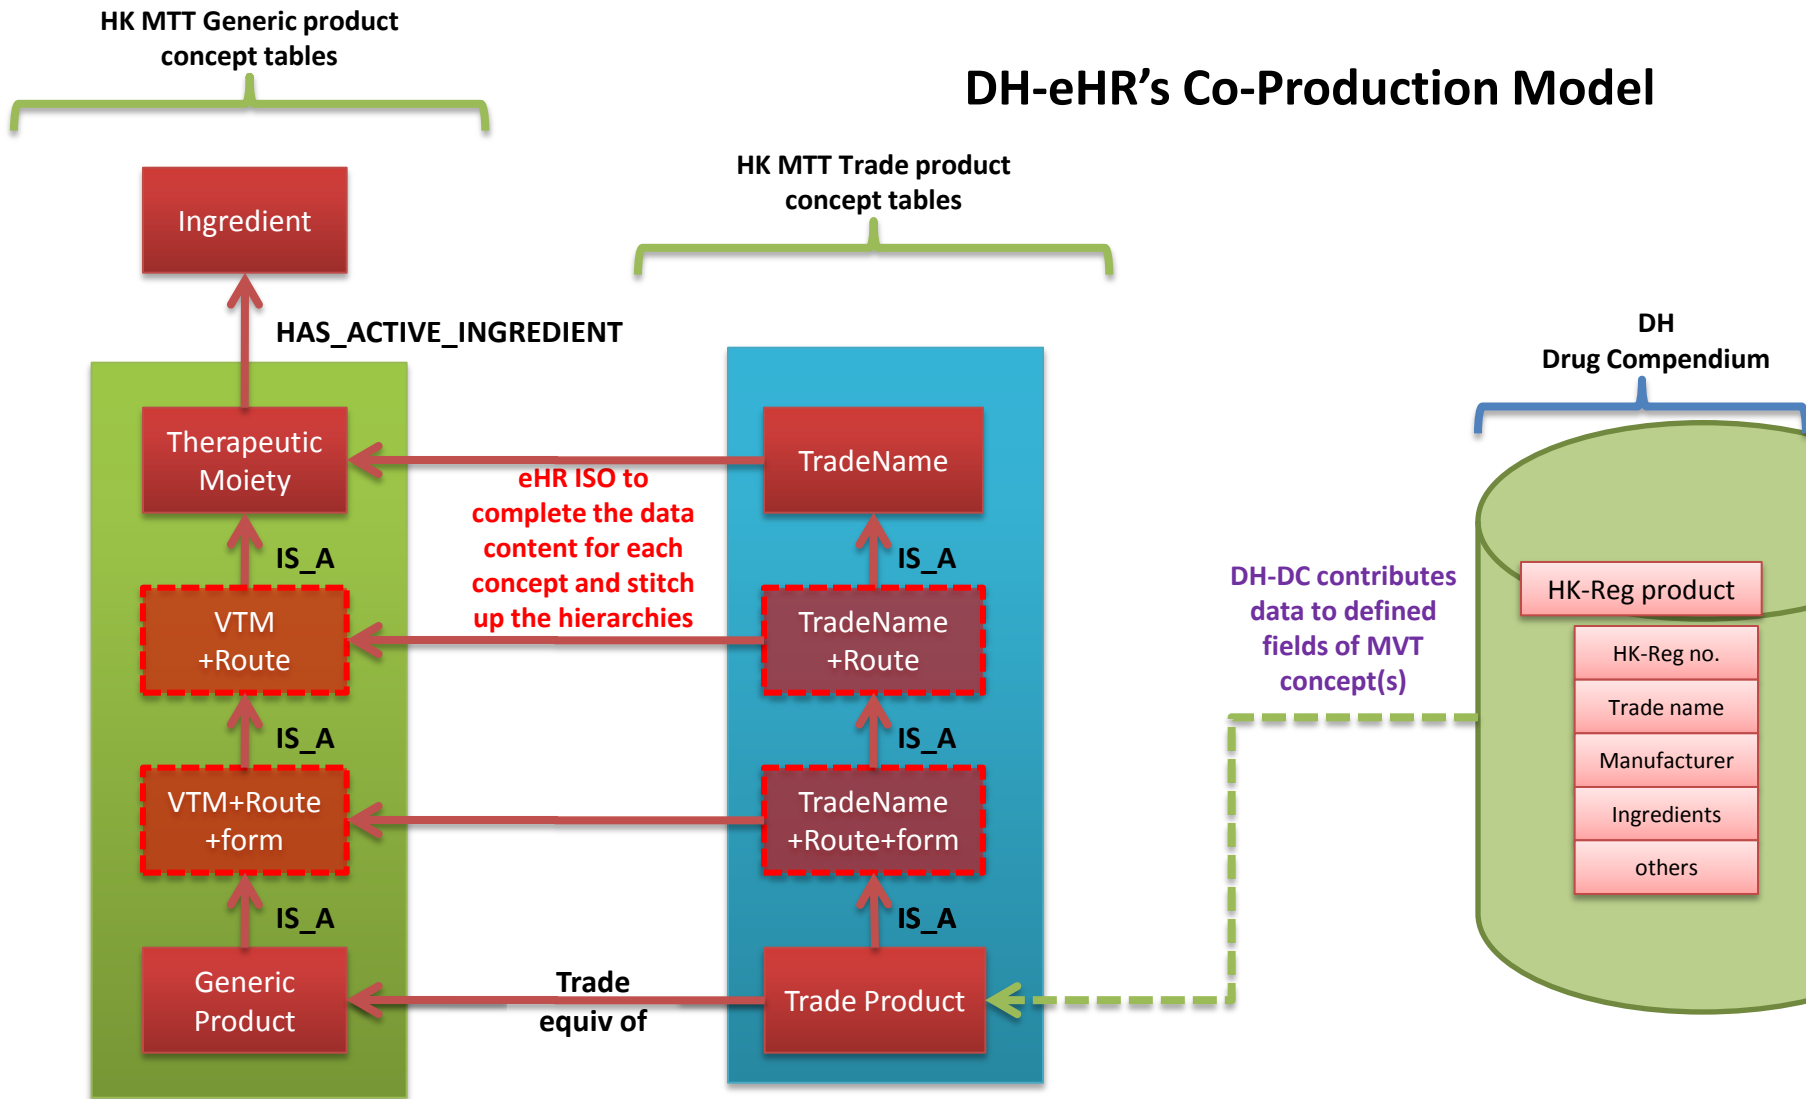 HK MTT Generic product
concept tables
DH-eHR's Co-Production Model
HK MTT Trade product
concept tables
Ingredient
HAS_ACTIVE_INGREDIENT
DH
Drug Compendium
Therapeutic
Moiety
TradeName
eHR ISO to
complete the data
content for each
concept and stitch
up the hierarchies
IS_A
IS_A
VTM
+Route
TradeName
+Route
DH-DC contributes
data to defined
fields of MVT
concept(s)
HK-Reg product
HK-Reg no.
Trade name
Manufacturer
Ingredients
others
IS_A
IS_A
VTM+Route
+form
TradeName
+Route+form
IS_A
IS_A
Generic
Product
Trade
equiv of
Trade Product